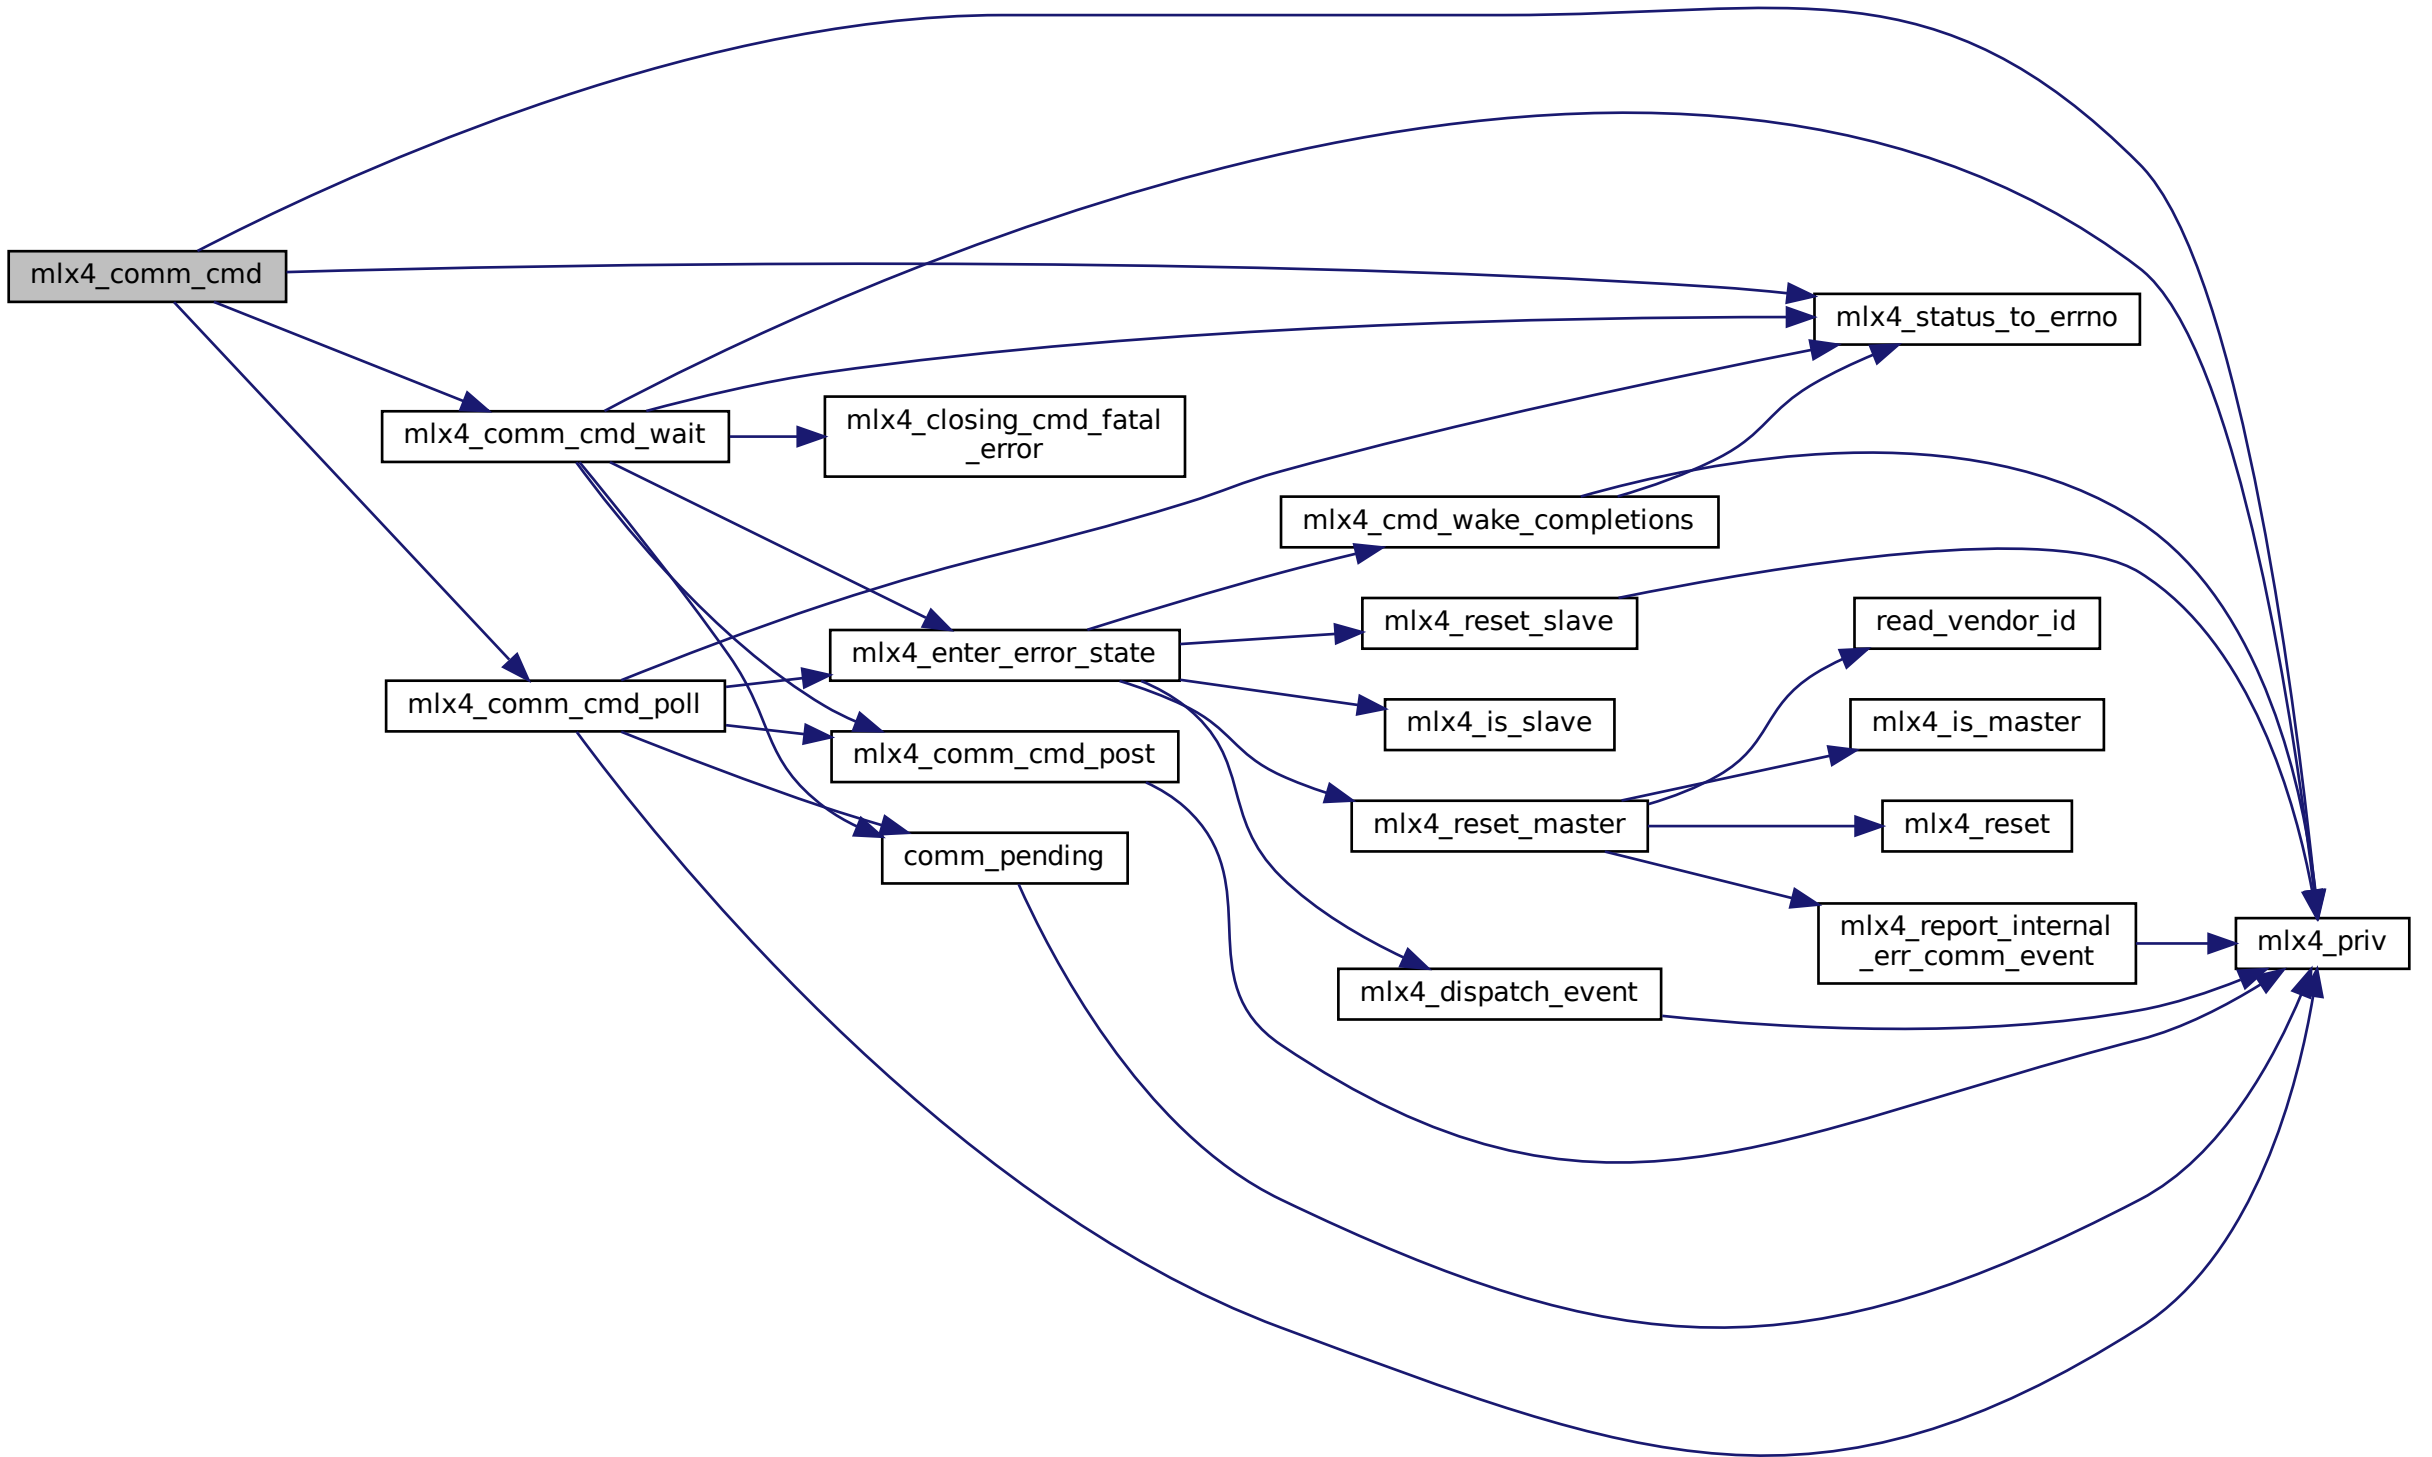 mlx4_comm_cmd
mlx4_status_to_errno
mlx4_comm_cmd_wait
mlx4_closing_cmd_fatal
_error
mlx4_cmd_wake_completions
mlx4_reset_slave
read_vendor_id
mlx4_enter_error_state
mlx4_comm_cmd_poll
mlx4_is_slave
mlx4_is_master
mlx4_comm_cmd_post
mlx4_reset_master
mlx4_reset
comm_pending
mlx4_report_internal
_err_comm_event
mlx4_priv
mlx4_dispatch_event